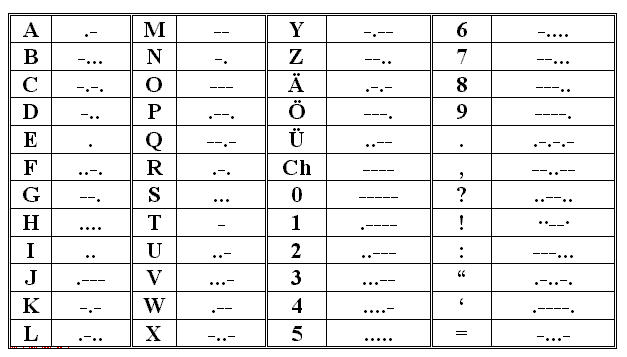 A .- M -- Y -.-- 6 -....
B -... N -. Z --.. 7 --...
C -.-. O --- Ä .-.- 8 ---..
D -.. P .--. Ö ---. 9 ----.
E . Q --.- Ü ..-- . .-.-.-
F ..-. R .-. Ch ---- , --..--
G --. S ... 0 ----- ? ..--..
H .... T - 1 .---- ! ..--.
I .. U ..- 2 ..--- : ---...
J .--- V ...- 3 ...-- “ .-..-.
K -.- W .-- 4 ....- ‘ .----.
L .-.. X -..- 5 ..... = -...-